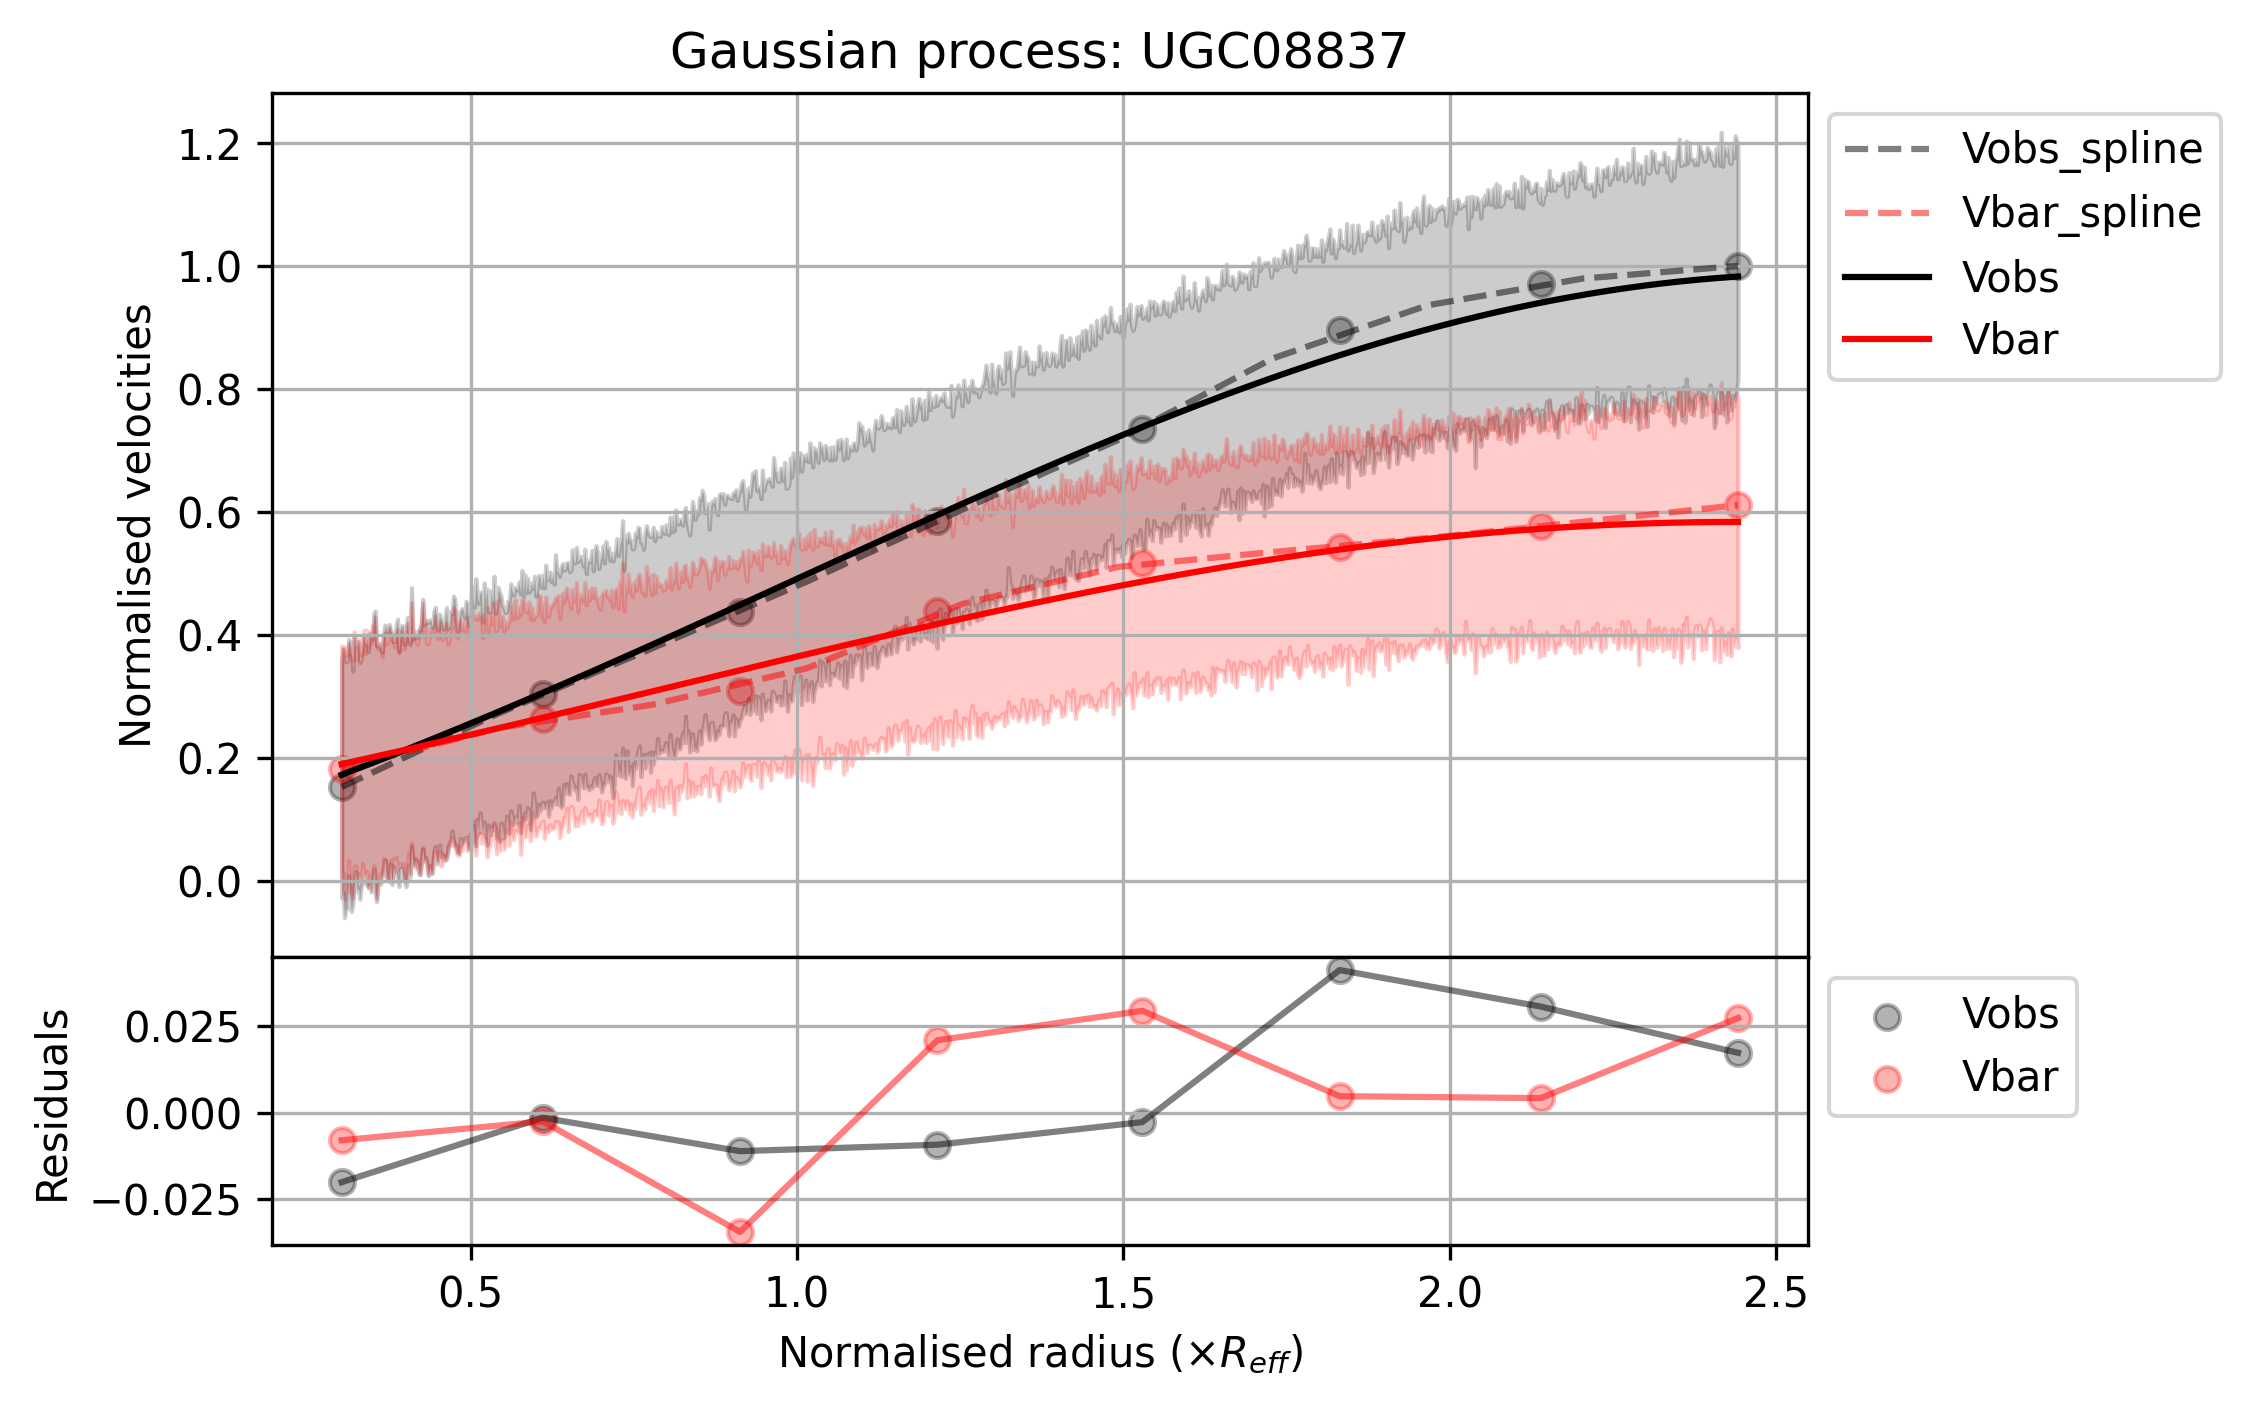 Gaussian process: UGC08837
Normalised velocities
1.2
1.0
0.8
0.6
0.4
0.2
0.0
Vobs_spline
Vbar_spline
Vobs
Vbar
Residuals
0.025
0.000
−0.025
Vobs
Vbar
0.5 1.0 1.5 2.0 2.5
Normalised radius (×R_eff)